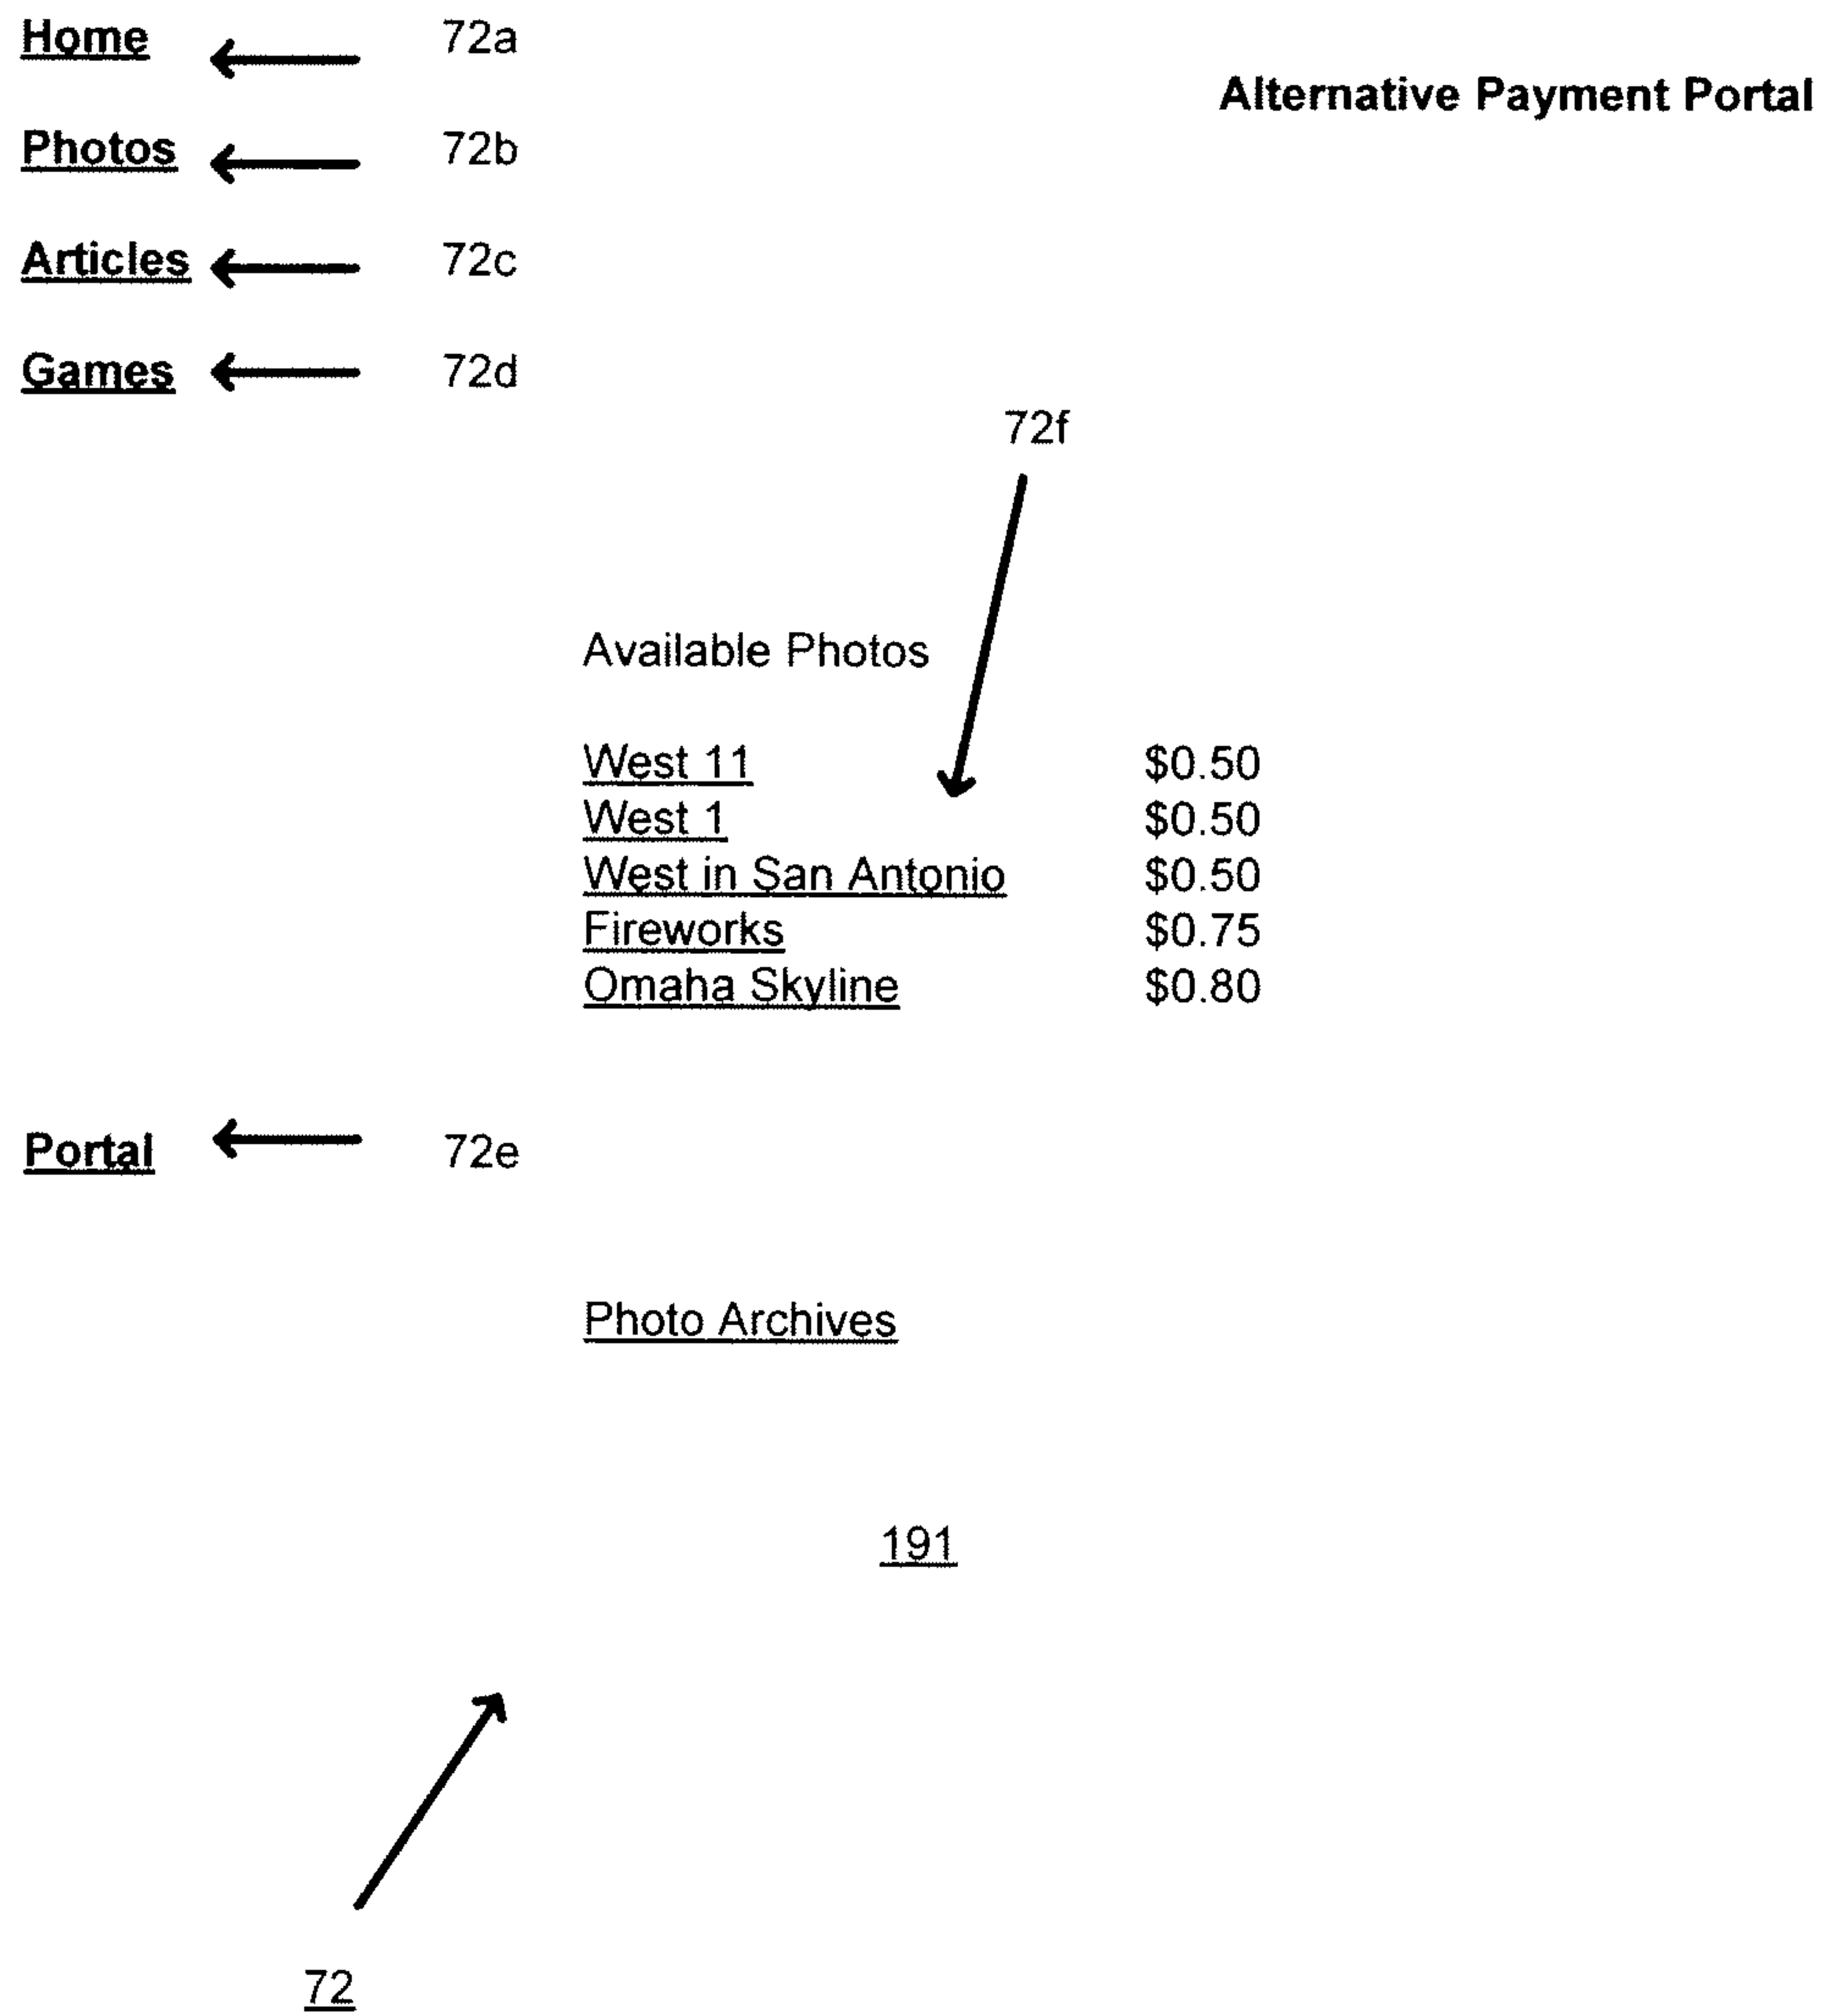 Home 72a
Alternative Payment Portal
Photos 72b
Articles 72c
Games 72d
72f
Available Photos
West 11 $0.50
West 1 $0.50
West in San Antonio $0.50
Fireworks $0.75
Omaha Skyline $0.80
Portal 72e
Photo Archives
191
72